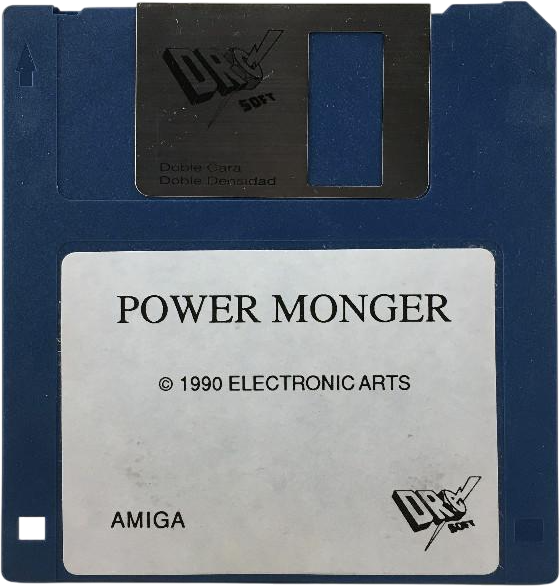 DRO
SOFT
Doble Cara
Doble Densidad
POWER MONGER
© 1990 ELECTRONIC ARTS
AMIGA
DRO
SOFT